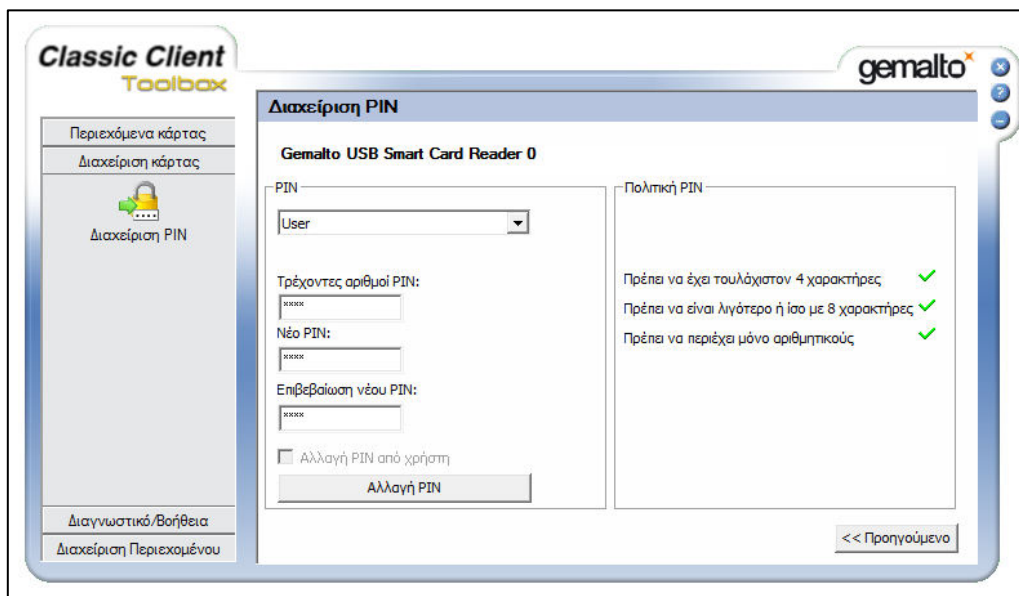 Classic Client
Toolbox
gemalto
Περιεχόμενα κάρτας
Διαχείριση κάρτας
Διαχείριση PIN
Διαγνωστικό/Βοήθεια
Διαχείριση Περιεχομένου
Διαχείριση PIN
Gemalto USB Smart Card Reader 0
PIN
User
Τρέχοντες αριθμοί PIN:
****
Νέο PIN:
****
Επιβεβαίωση νέου PIN:
****
Αλλαγή PIN από χρήστη
Αλλαγή PIN
Πολιτική PIN
Πρέπει να έχει τουλάχιστον 4 χαρακτήρες
Πρέπει να είναι λιγότερο ή ίσο με 8 χαρακτήρες
Πρέπει να περιέχει μόνο αριθμητικούς
<< Προηγούμενο